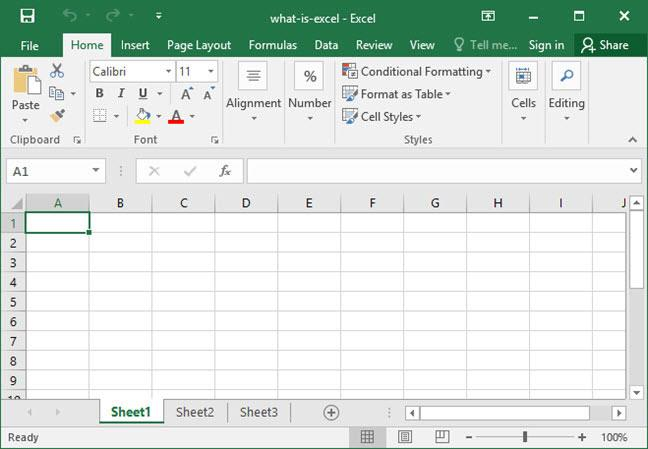 what-is-excel - Excel
File Home Insert Page Layout Formulas Data Review View Tell me... Sign in Share
Calibri 11
Conditional Formatting
Paste
B I U A A
Alignment % Number
Format as Table
Cells Editing
A
Cell Styles
Clipboard Font Styles
A1 fx
A B C D E F G H I J
1
2
3
4
5
6
7
8
9
10
Sheet1 Sheet2 Sheet3
Ready 100%